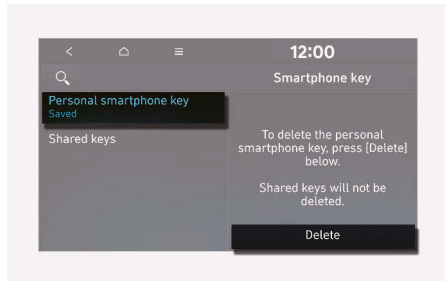 12:00
Smartphone key
Personal smartphone key
Saved
Shared keys
To delete the personal
smartphone key, press [Delete]
below.
Shared keys will not be
deleted.
Delete